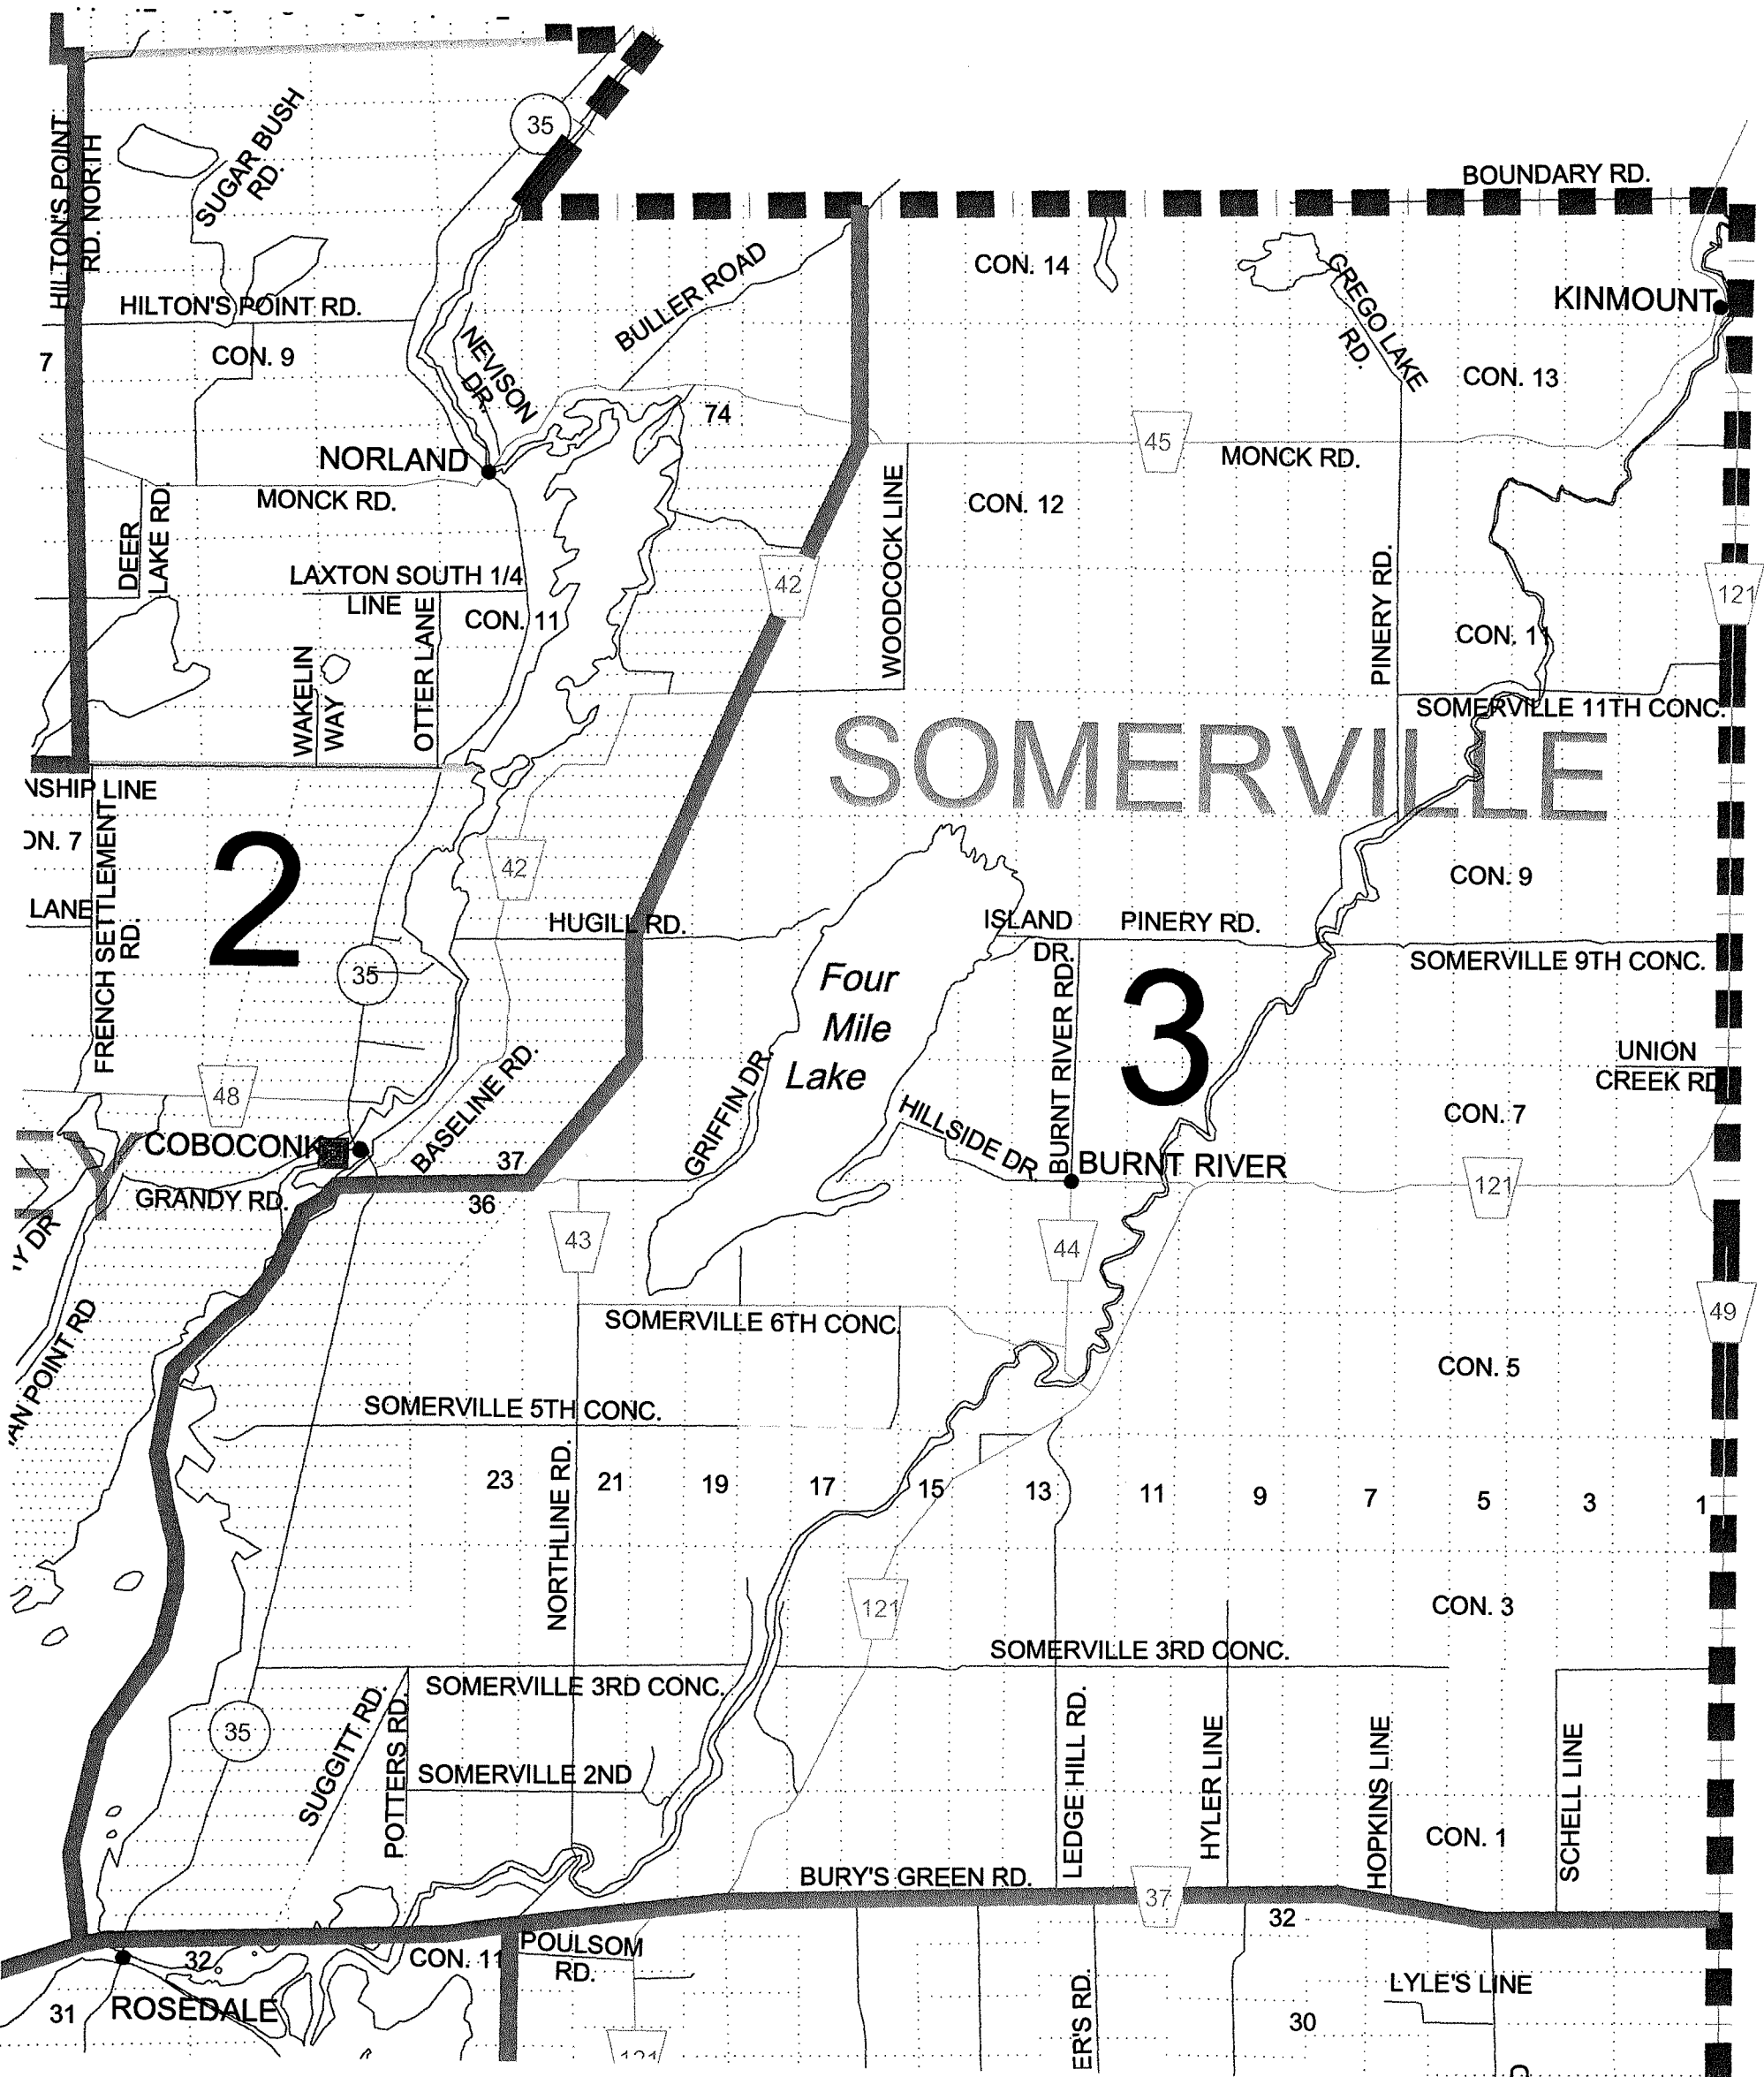 35
SUGAR BUSH
RD.
HILTON'S POINT
RD. NORTH
BOUNDARY RD.
CON. 14
GREGO LAKE
RD.
KINMOUNT
BULLER ROAD
HILTON'S POINT RD.
7
CON. 9
NEVISON
DR.
74
CON. 13
45
MONCK RD.
NORLAND
MONCK RD.
DEER
LAKE RD.
WOODCOCK LINE
CON. 12
PINERY RD.
LAXTON SOUTH 1/4
LINE
42
121
CON. 11
CON. 11
WAKELIN
WAY
OTTER LANE
SOMERVILLE 11TH CONC.
SOMERVILLE
NSHIP LINE
ON. 7
2
42
CON. 9
LANE
FRENCH SETTLEMENT
RD.
HUGILL RD.
ISLAND
DR.
PINERY RD.
SOMERVILLE 9TH CONC.
35
Four
Mile
Lake
BURNT RIVER RD.
3
UNION
CREEK RD
48
BASELINE RD.
GRIFFIN DR.
HILLSIDE DR.
CON. 7
EY
COBOCONK
37
BURNT RIVER
121
GRANDY RD.
36
Y DR
43
44
49
AN POINT RD
SOMERVILLE 6TH CONC.
CON. 5
SOMERVILLE 5TH CONC.
NORTHLINE RD.
23
21
19
17
15
13
11
9
7
5
3
1
121
CON. 3
SOMERVILLE 3RD CONC.
SOMERVILLE 3RD CONC.
35
SUGGITT RD.
POTTERS RD.
SOMERVILLE 2ND
LEDGE HILL RD.
HYLER LINE
HOPKINS LINE
SCHELL LINE
CON. 1
BURY'S GREEN RD.
37
32
32
CON. 11
POULSOM
RD.
ER'S RD.
LYLE'S LINE
31
ROSEDALE
30
121